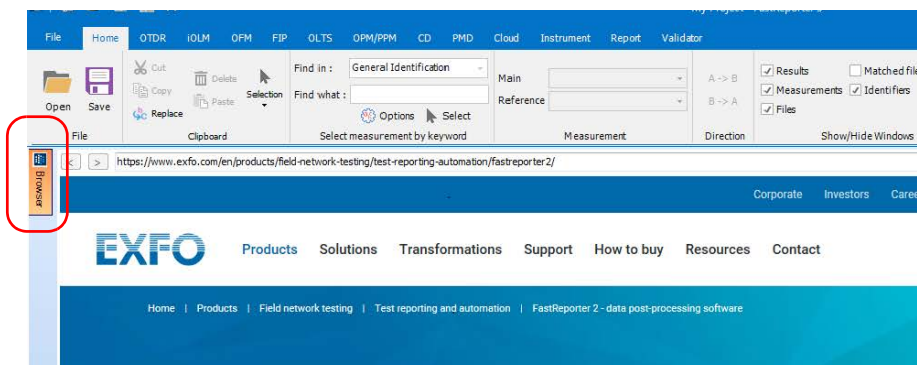 File Home OTDR iOLM OFM FIP OLTS OPM/PPM CD PMD Cloud Instrument Report Validator
Open
Save
File
Cut
Copy
Replace
Delete
Paste
Selection
Clipboard
Find in : General Identification
Find what :
Options Select
Select measurement by keyword
Main
Reference
Measurement
A -> B
B -> A
Direction
Results Matched file
Measurements Identifiers
Files
Show/Hide Windows
Browser
< > https://www.exfo.com/en/products/field-network-testing/test-reporting-automation/fastreporter2/
Corporate Investors Caree
EXFO Products Solutions Transformations Support How to buy Resources Contact
Home | Products | Field network testing | Test reporting and automation | FastReporter 2 - data post-processing software